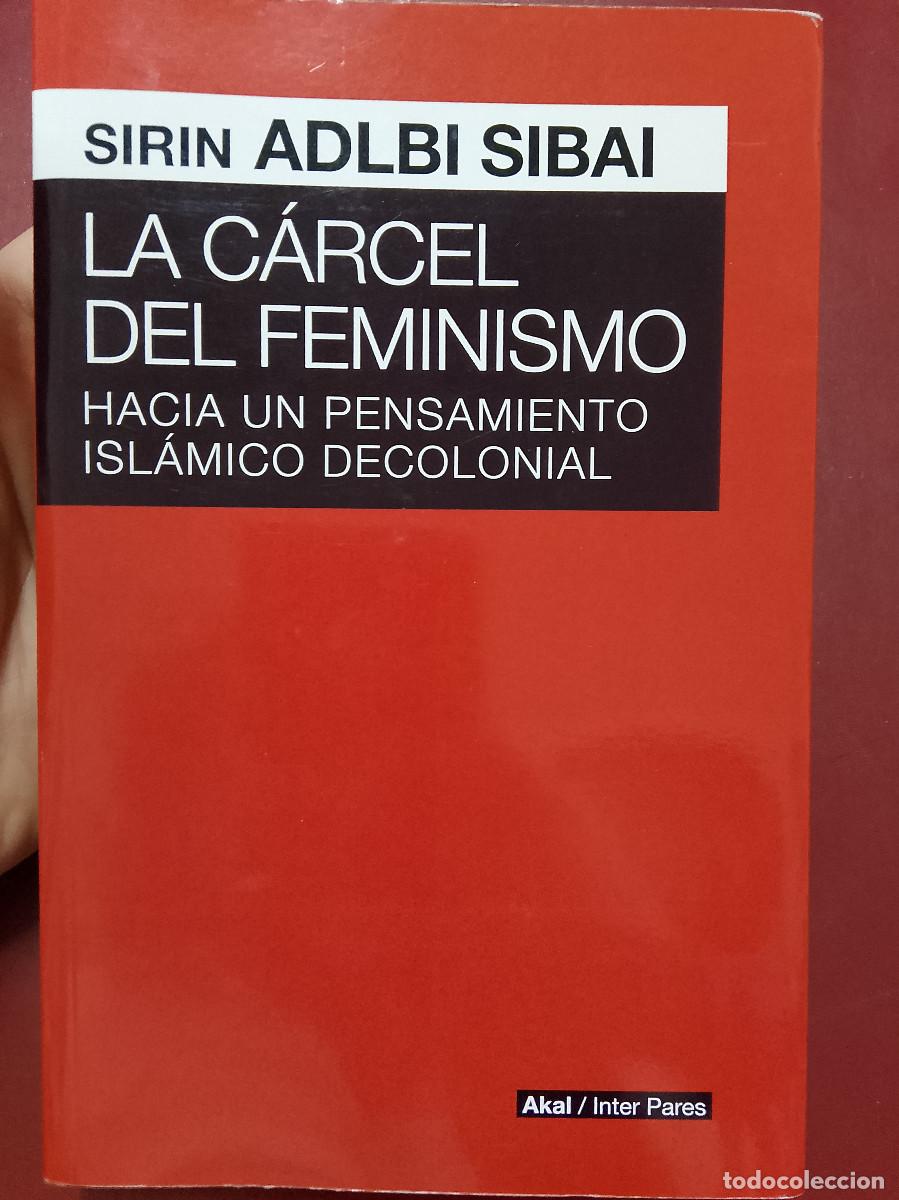 SIRIN ADLBI SIBAI
LA CÁRCEL
DEL FEMINISMO
HACIA UN PENSAMIENTO
ISLÁMICO DECOLONIAL
Akal / Inter Pares
todocoleccion